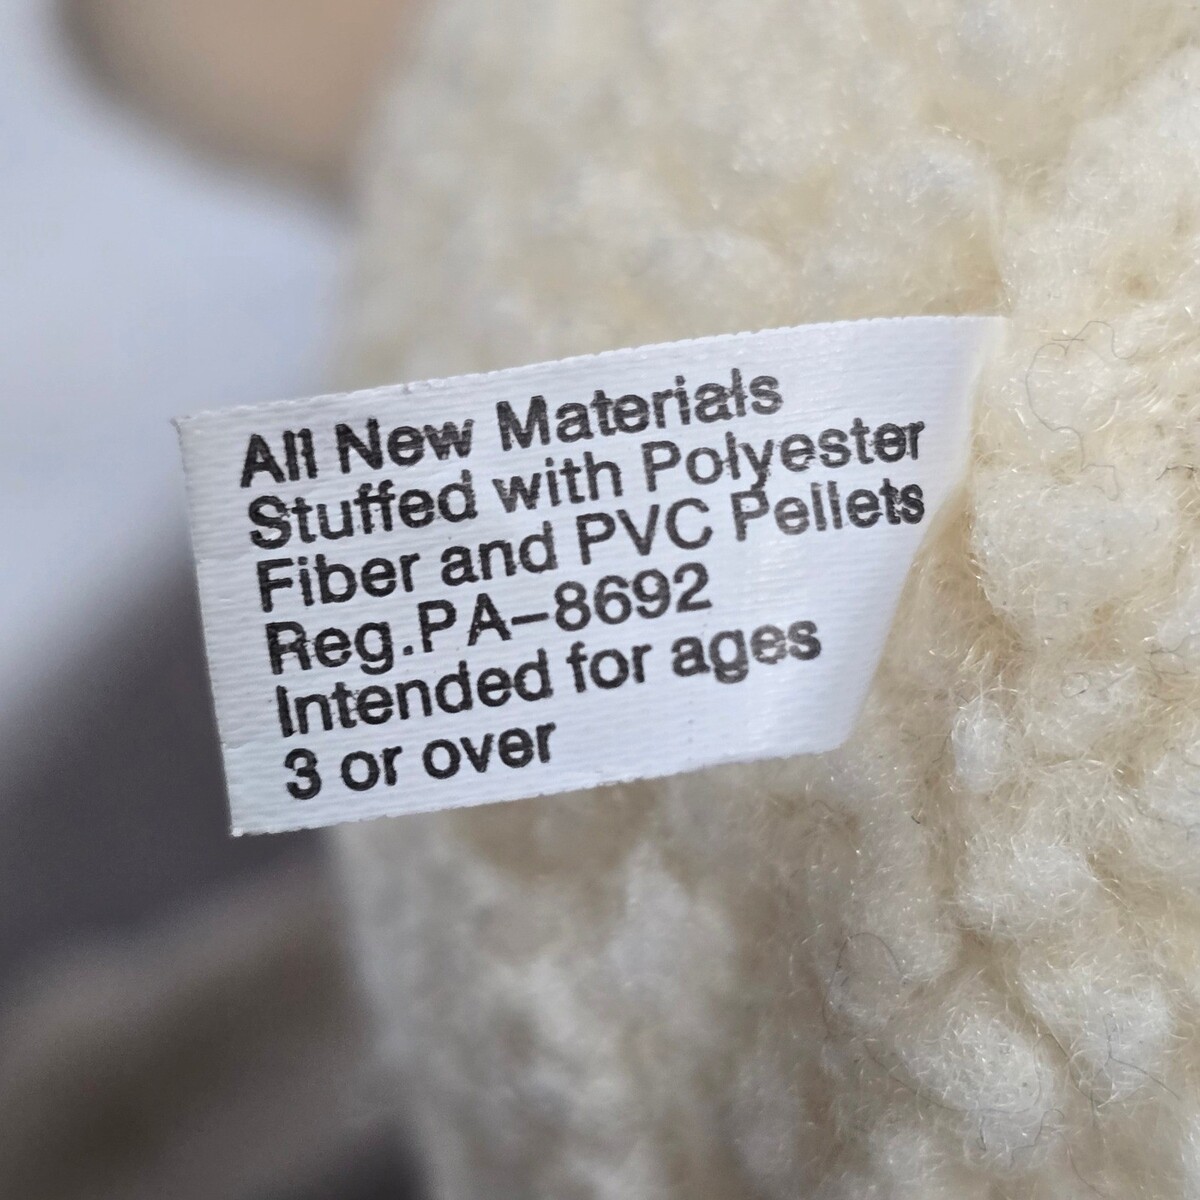 All New Materials
Stuffed with Polyester
Fiber and PVC Pellets
Reg.PA-8692
Intended for ages
3 or over